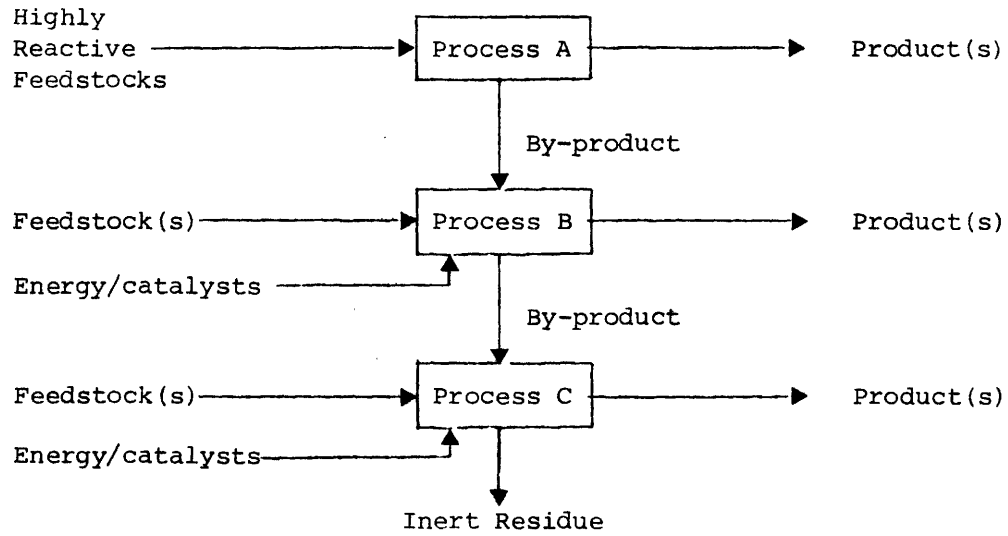 Highly
Reactive
Feedstocks
Process A
Product(s)
By-product
Feedstock(s)
Process B
Product(s)
Energy/catalysts
By-product
Feedstock(s)
Process C
Product(s)
Energy/catalysts
Inert Residue